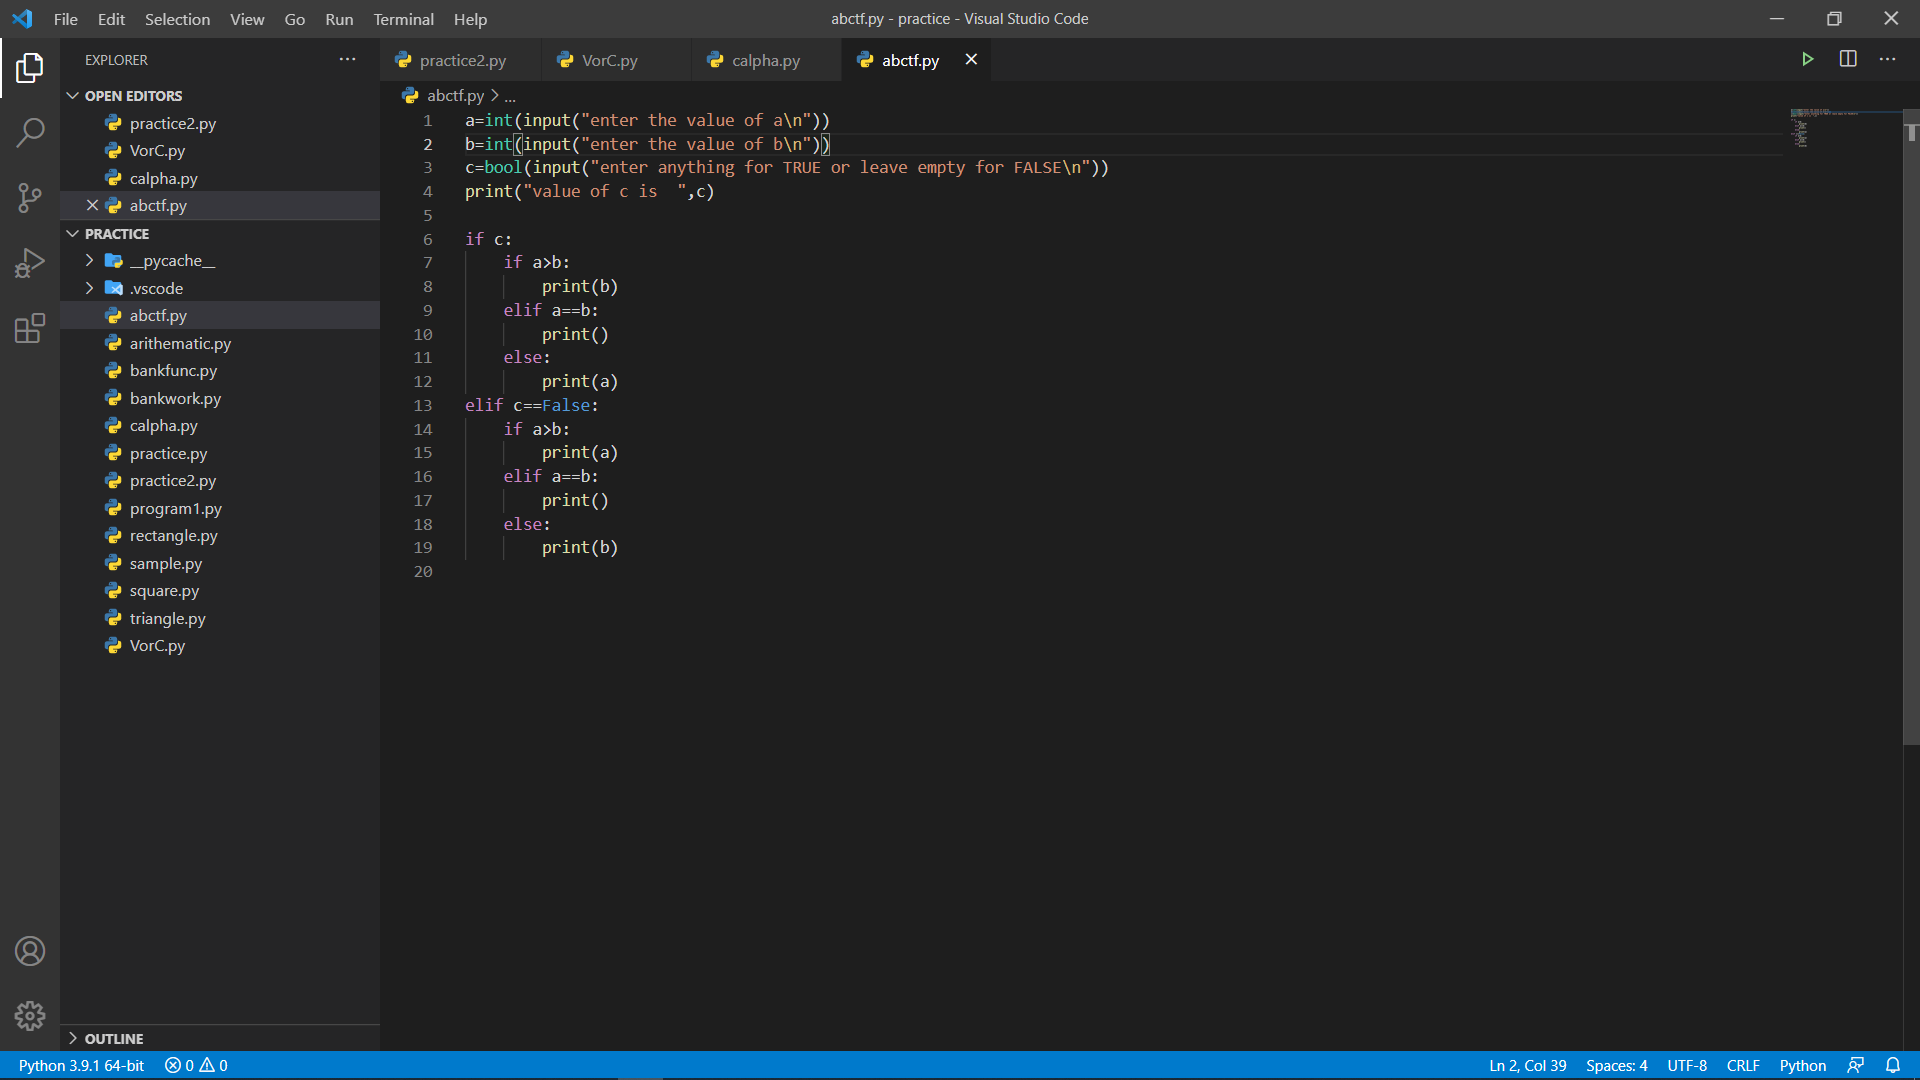 File Edit Selection View Go Run Terminal Help
abctf.py - practice - Visual Studio Code
EXPLORER
OPEN EDITORS
practice2.py
VorC.py
calpha.py
abctf.py
PRACTICE
__pycache__
.vscode
abctf.py
arithematic.py
bankfunc.py
bankwork.py
calpha.py
practice.py
practice2.py
program1.py
rectangle.py
sample.py
square.py
triangle.py
VorC.py
OUTLINE
practice2.py VorC.py calpha.py abctf.py
abctf.py > ...
1 a=int(input("enter the value of a\n"))
2 b=int(input("enter the value of b\n"))
3 c=bool(input("enter anything for TRUE or leave empty for FALSE\n"))
4 print("value of c is  ",c)
5
6 if c:
7     if a>b:
8         print(b)
9     elif a==b:
10         print()
11     else:
12         print(a)
13 elif c==False:
14     if a>b:
15         print(a)
16     elif a==b:
17         print()
18     else:
19         print(b)
20
Python 3.9.1 64-bit 0 0 Ln 2, Col 39 Spaces: 4 UTF-8 CRLF Python